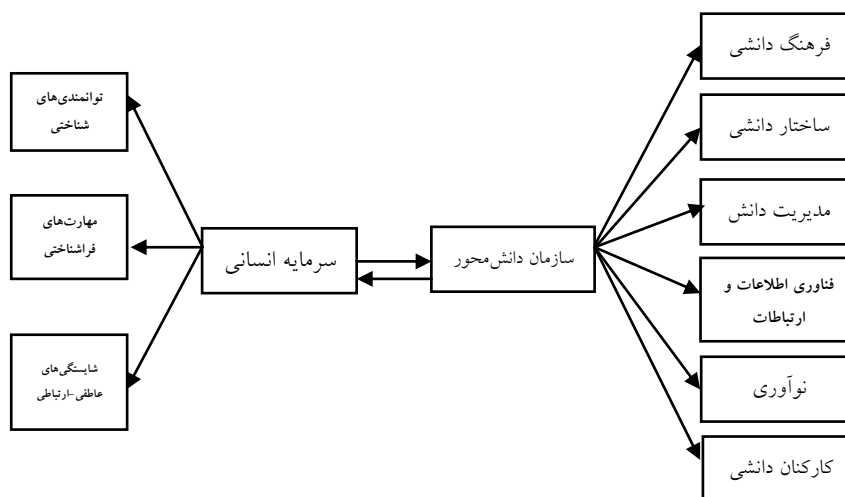 فرهنگ دانشی
ساختار دانشی
مدیریت دانش
فناوری اطلاعات و
ارتباطات
نوآوری
کارکنان دانشی
سازمان دانش‌محور
سرمایه انسانی
توانمندی‌های
شناختی
مهارت‌های
فراشناختی
شایستگی‌های
عاطفی-ارتباطی